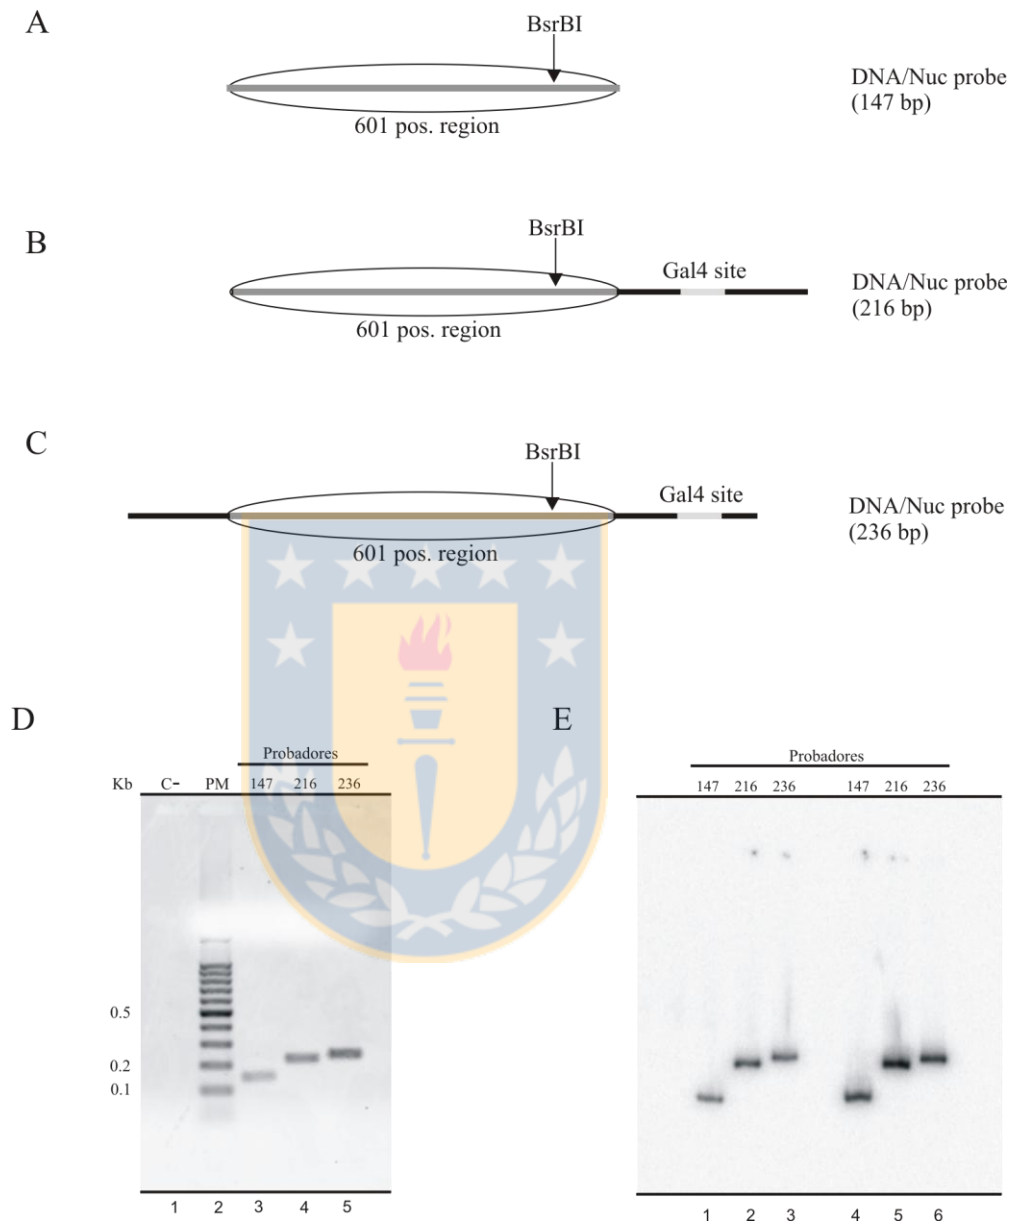 A
BsrBI
601 pos. region
DNA/Nuc probe
(147 bp)
B
BsrBI
Gal4 site
601 pos. region
DNA/Nuc probe
(216 bp)
C
BsrBI
Gal4 site
601 pos. region
DNA/Nuc probe
(236 bp)
D
Probadores
Kb C- PM 147 216 236
0.5
0.2
0.1
1 2 3 4 5
E
Probadores
147 216 236 147 216 236
1 2 3 4 5 6